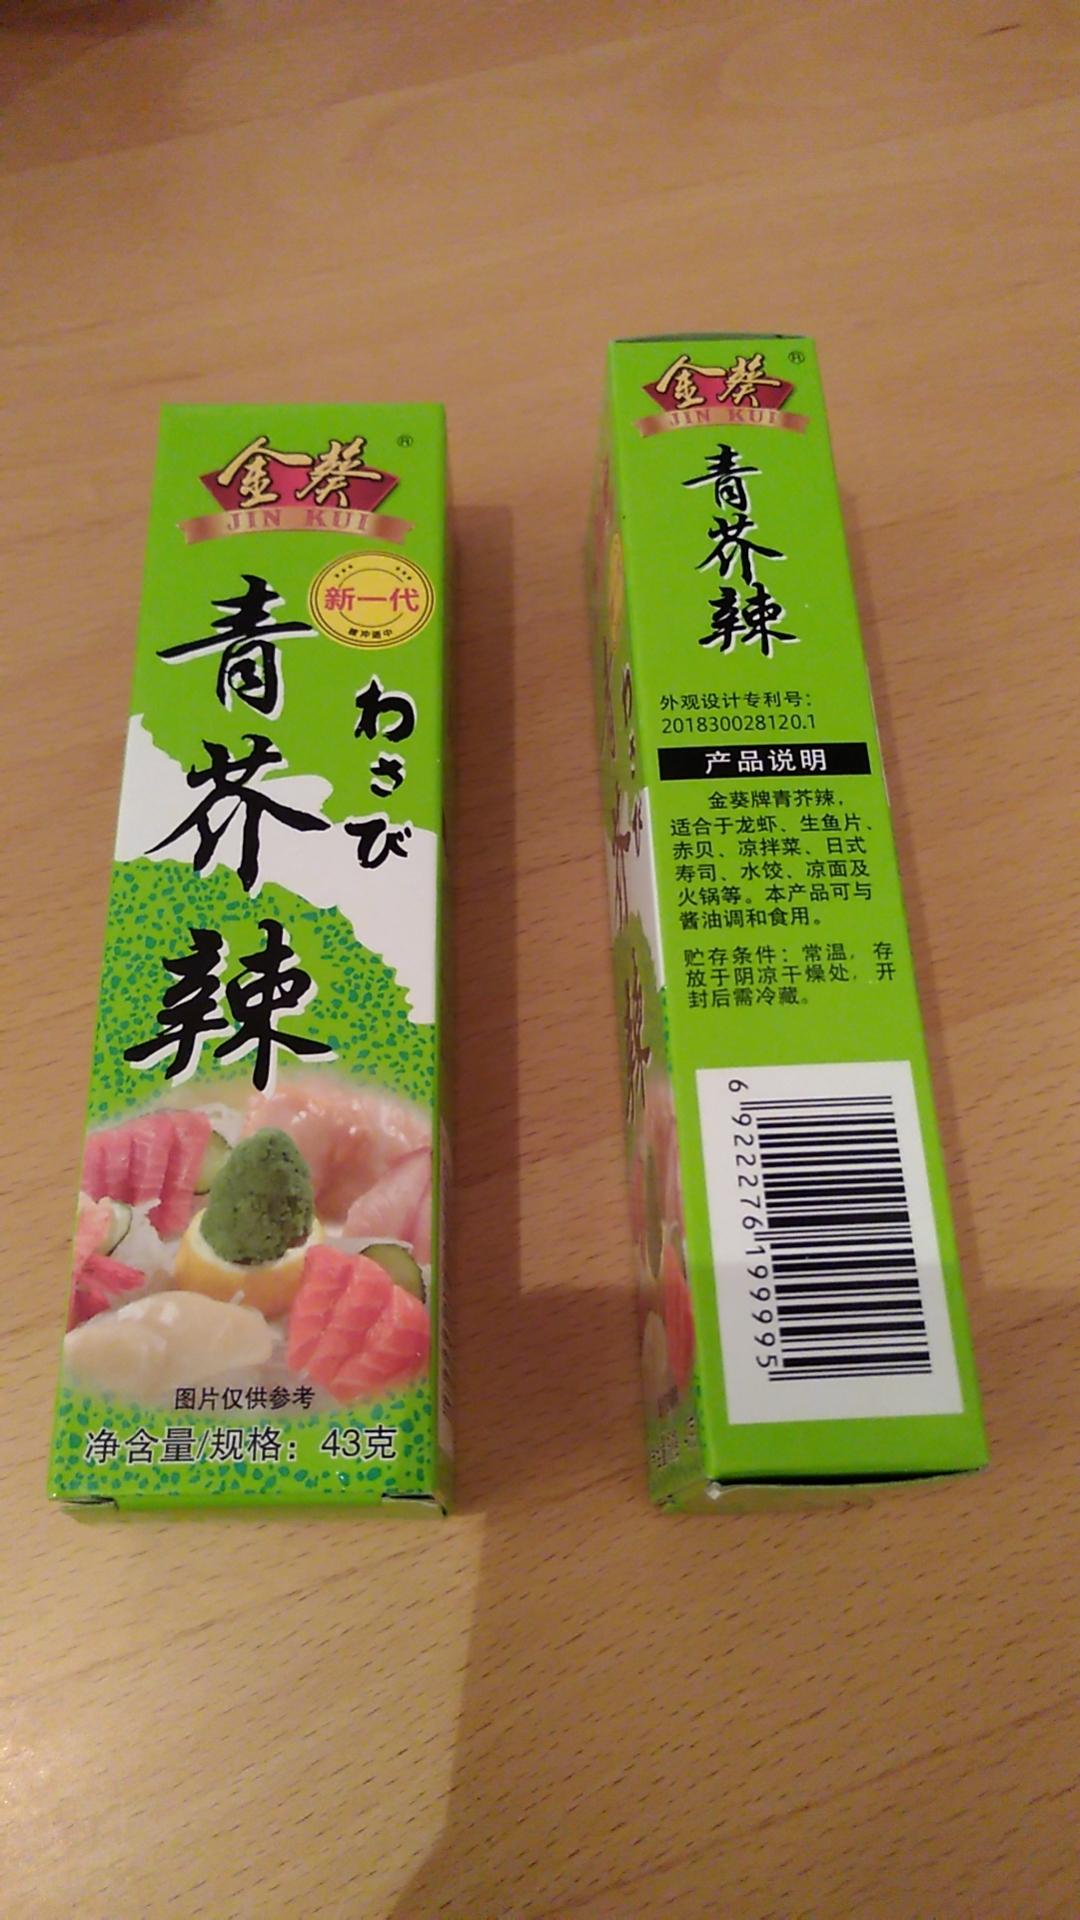 金葵®
JIN KUI
新一代
青芥辣
わさび
图片仅供参考
净含量/规格：43克
金葵®
JIN KUI
青芥辣
外观设计专利号：
201830028120.1
产品说明
金葵牌青芥辣，
适合于龙虾、生鱼片、
赤贝、凉拌菜、日式
寿司、水饺、凉面及
火锅等。本产品可与
酱油调和食用。
贮存条件：常温，存
放于阴凉干燥处，开
封后需冷藏。
6 922276 199995